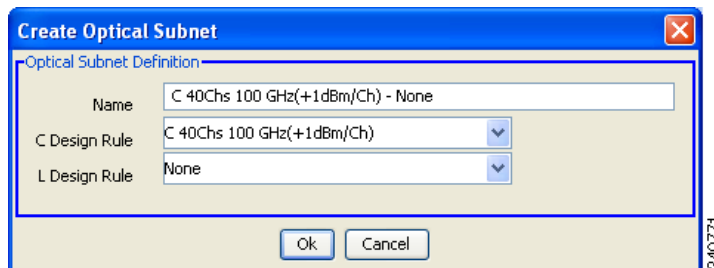 Create Optical Subnet
Optical Subnet Definition
Name
C 40Chs 100 GHz(+1dBm/Ch) - None
C Design Rule
C 40Chs 100 GHz(+1dBm/Ch)
L Design Rule
None
Ok
Cancel